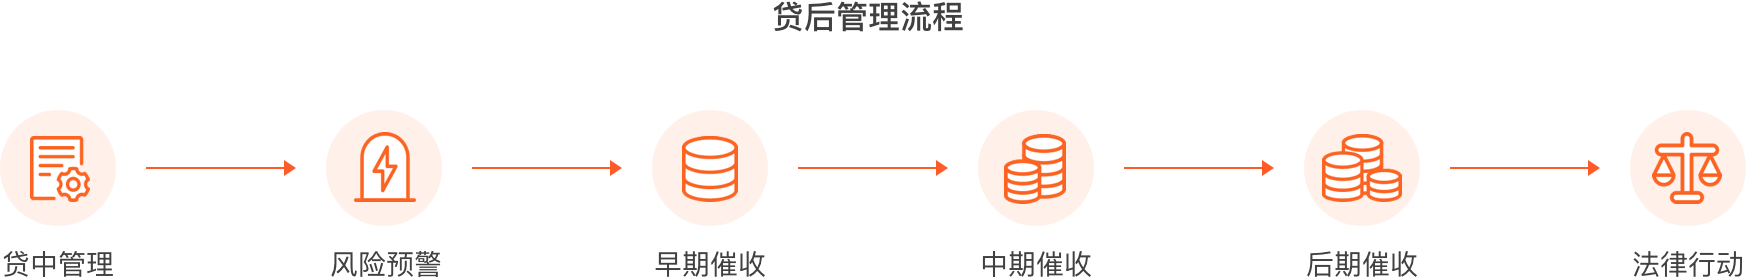 贷后管理流程
贷中管理
风险预警
早期催收
中期催收
后期催收
法律行动